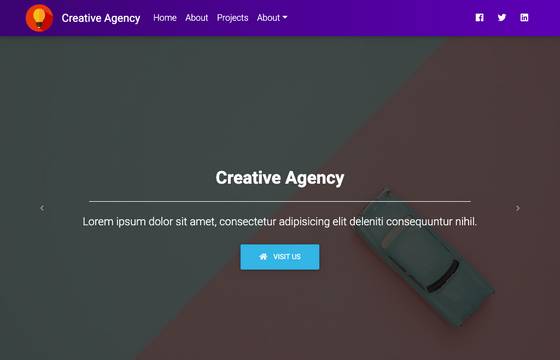 Creative Agency
Home
About
Projects
About
Creative Agency
Lorem ipsum dolor sit amet, consectetur adipisicing elit deleniti consequuntur nihil.
VISIT US